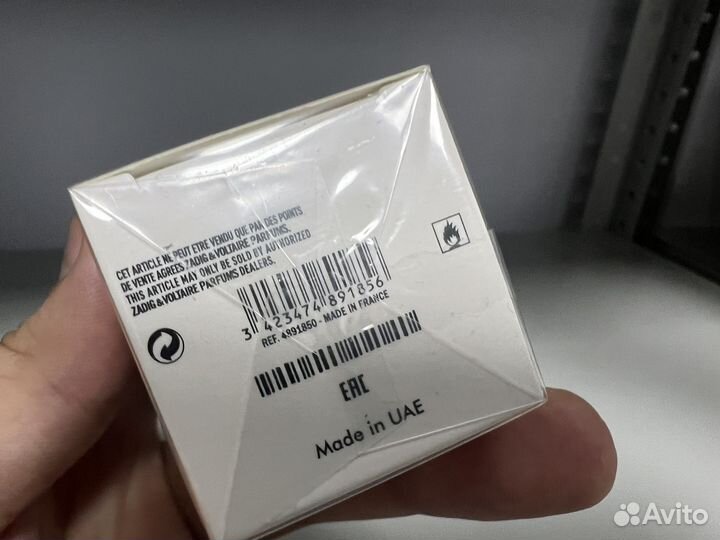 CET ARTICLE NE PEUT ETRE VENDU QUE PAR DES POINTS
DE VENTE AGREES ZADIG&VOLTAIRE PARFUMS.
THIS ARTICLE MAY ONLY BE SOLD BY AUTHORIZED
ZADIG&VOLTAIRE PARFUMS DEALERS.
3 423474 891856
REF. 4891850 - MADE IN FRANCE
EAC
Made in UAE
Avito